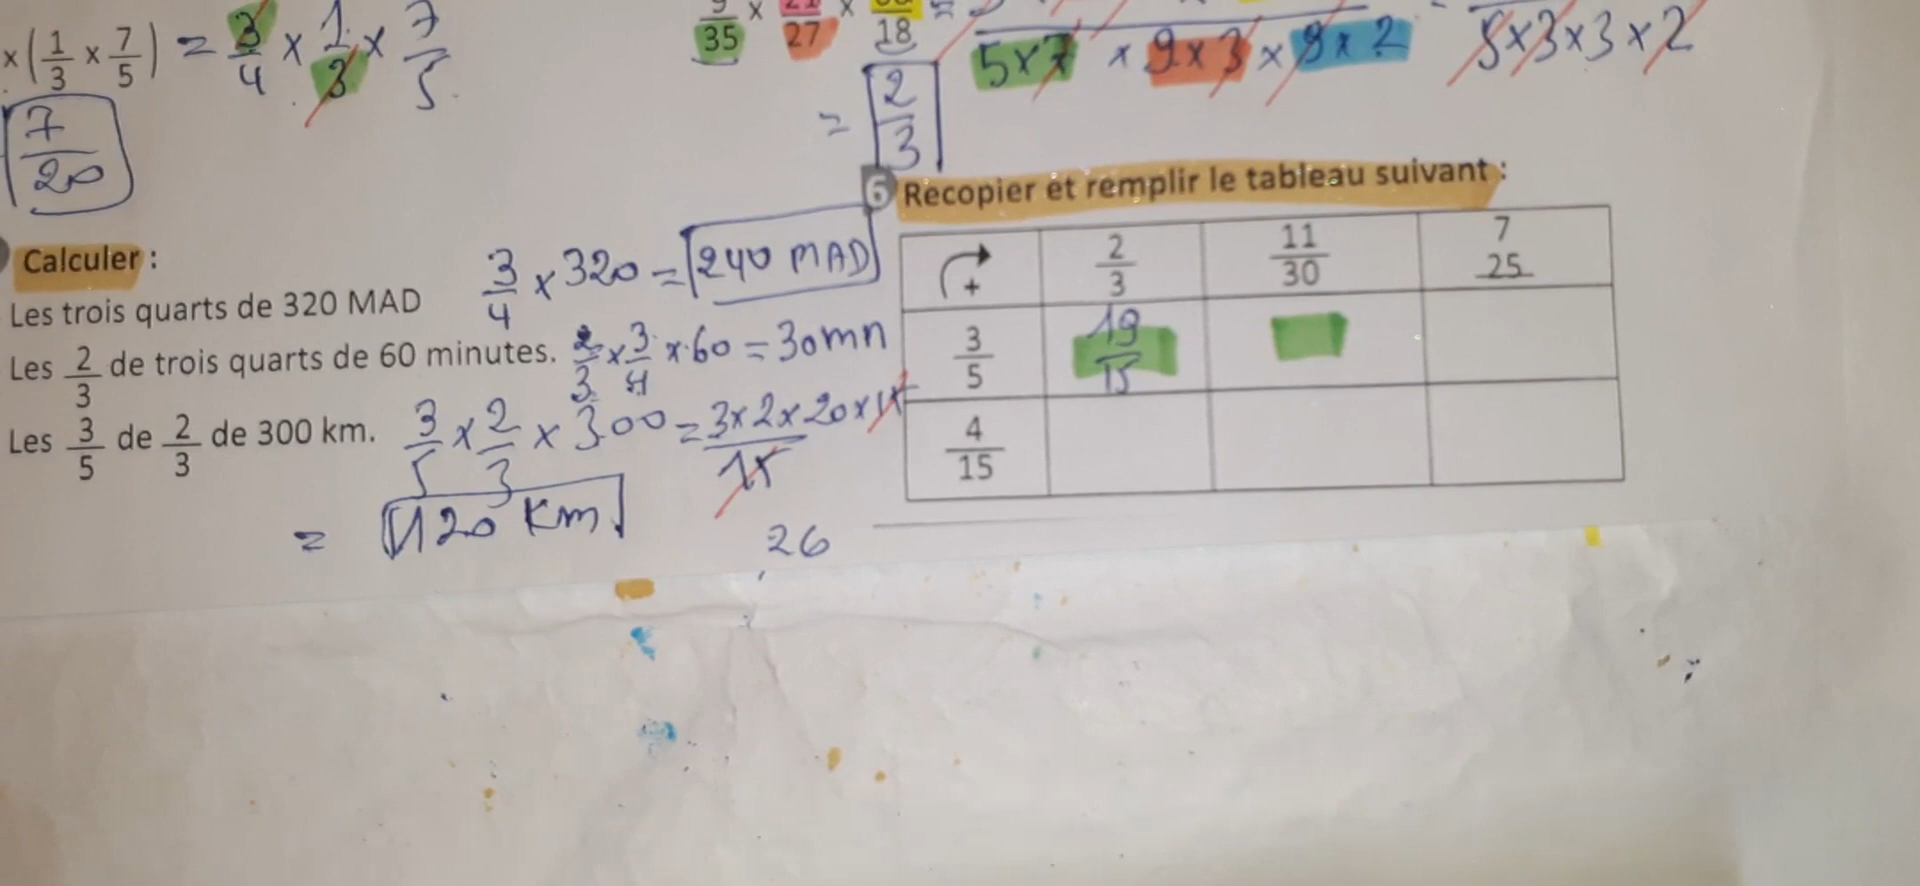 × (1/3 × 7/5) = 3/4 × 1/3 × 7/5
7/20
35 × 21/27 × 18 =
5×7 × 9×3 × 9×2
5×3×3×2
= 2/3
6 Recopier et remplir le tableau suivant :
+ 2/3 11/30 7 25
3/5 19/15
4/15
Calculer :
Les trois quarts de 320 MAD 3/4 × 320 = 240 MAD
Les 2/3 de trois quarts de 60 minutes. 2/3 × 3/4 × 60 = 30mn
Les 3/5 de 2/3 de 300 km. 3/5 × 2/3 × 300 = 3×2×20×15/15
= 120 Km
26